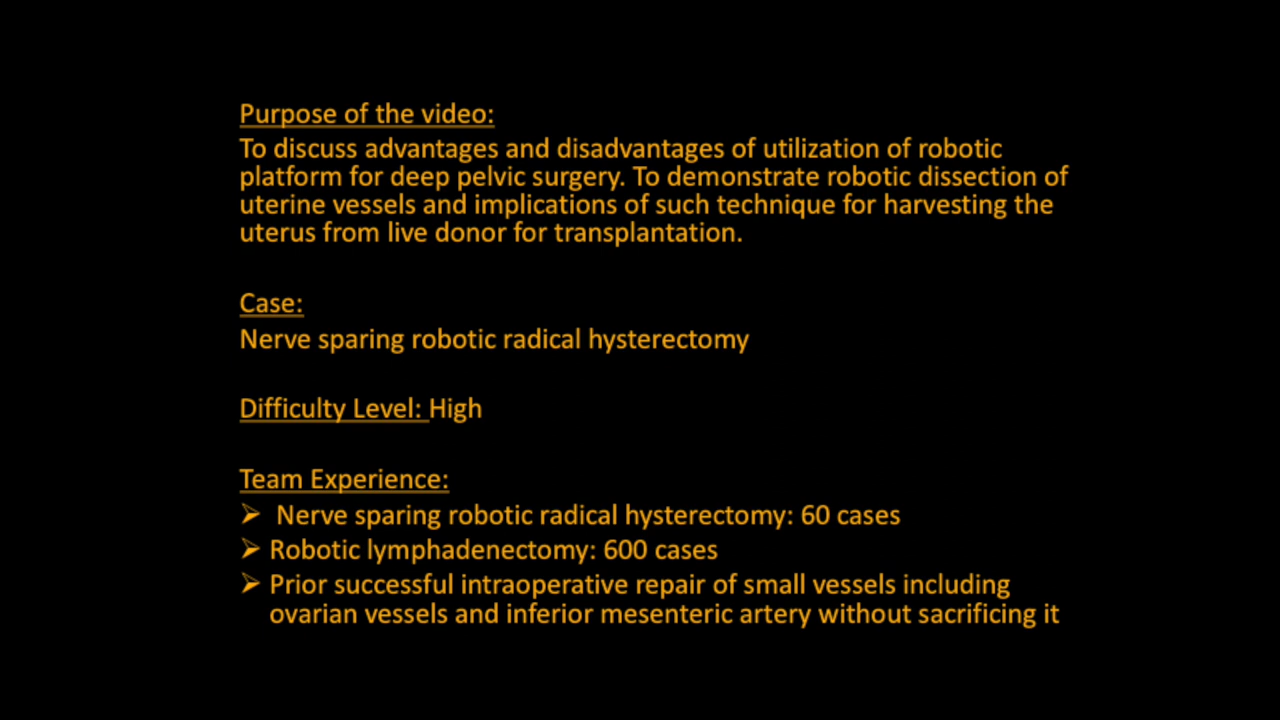 Purpose of the video:
To discuss advantages and disadvantages of utilization of robotic
platform for deep pelvic surgery. To demonstrate robotic dissection of
uterine vessels and implications of such technique for harvesting the
uterus from live donor for transplantation.
Case:
Nerve sparing robotic radical hysterectomy
Difficulty Level: High
Team Experience:
➢ Nerve sparing robotic radical hysterectomy: 60 cases
➢ Robotic lymphadenectomy: 600 cases
➢ Prior successful intraoperative repair of small vessels including
ovarian vessels and inferior mesenteric artery without sacrificing it